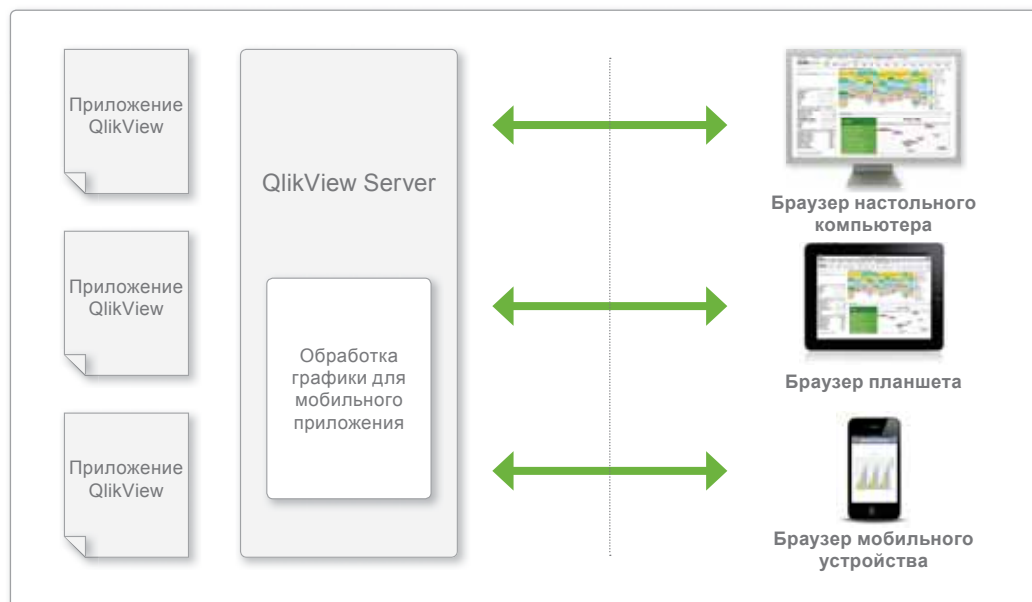 Приложение
QlikView
Приложение
QlikView
Приложение
QlikView
QlikView Server
Обработка
графики для
мобильного
приложения
Браузер настольного
компьютера
Браузер планшета
Браузер мобильного
устройства